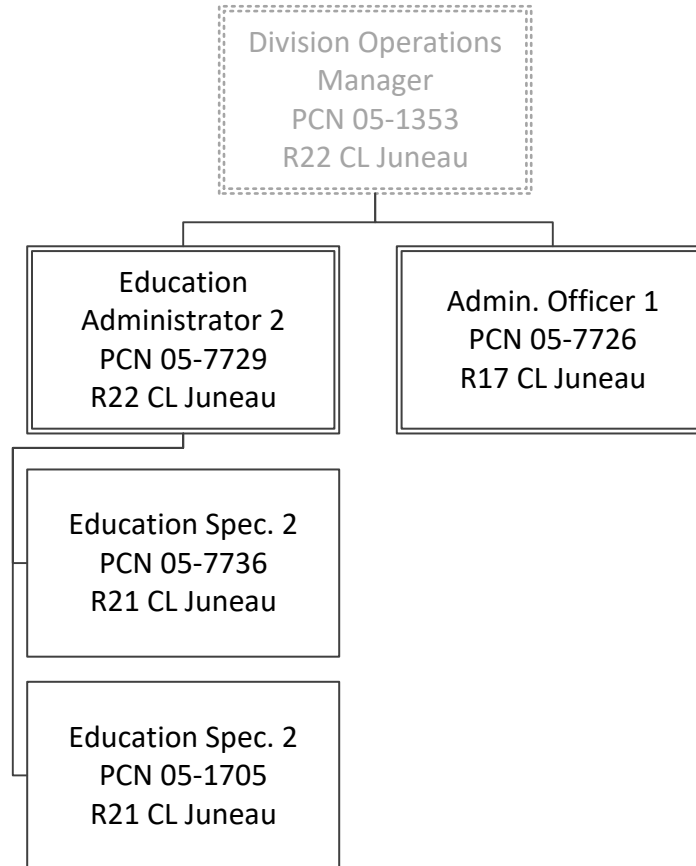 Division Operations
Manager
PCN 05-1353
R22 CL Juneau
Education
Administrator 2
PCN 05-7729
R22 CL Juneau
Admin. Officer 1
PCN 05-7726
R17 CL Juneau
Education Spec. 2
PCN 05-7736
R21 CL Juneau
Education Spec. 2
PCN 05-1705
R21 CL Juneau